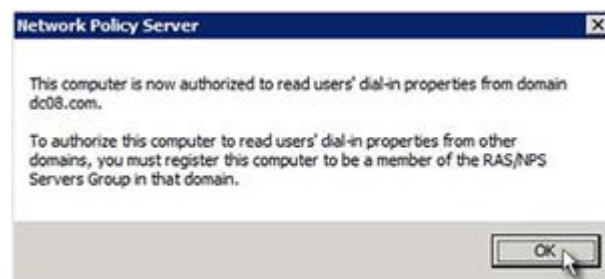 Network Policy Server
This computer is now authorized to read users' dial-in properties from domain
dc08.com.
To authorize this computer to read users' dial-in properties from other
domains, you must register this computer to be a member of the RAS/NPS
Servers Group in that domain.
OK